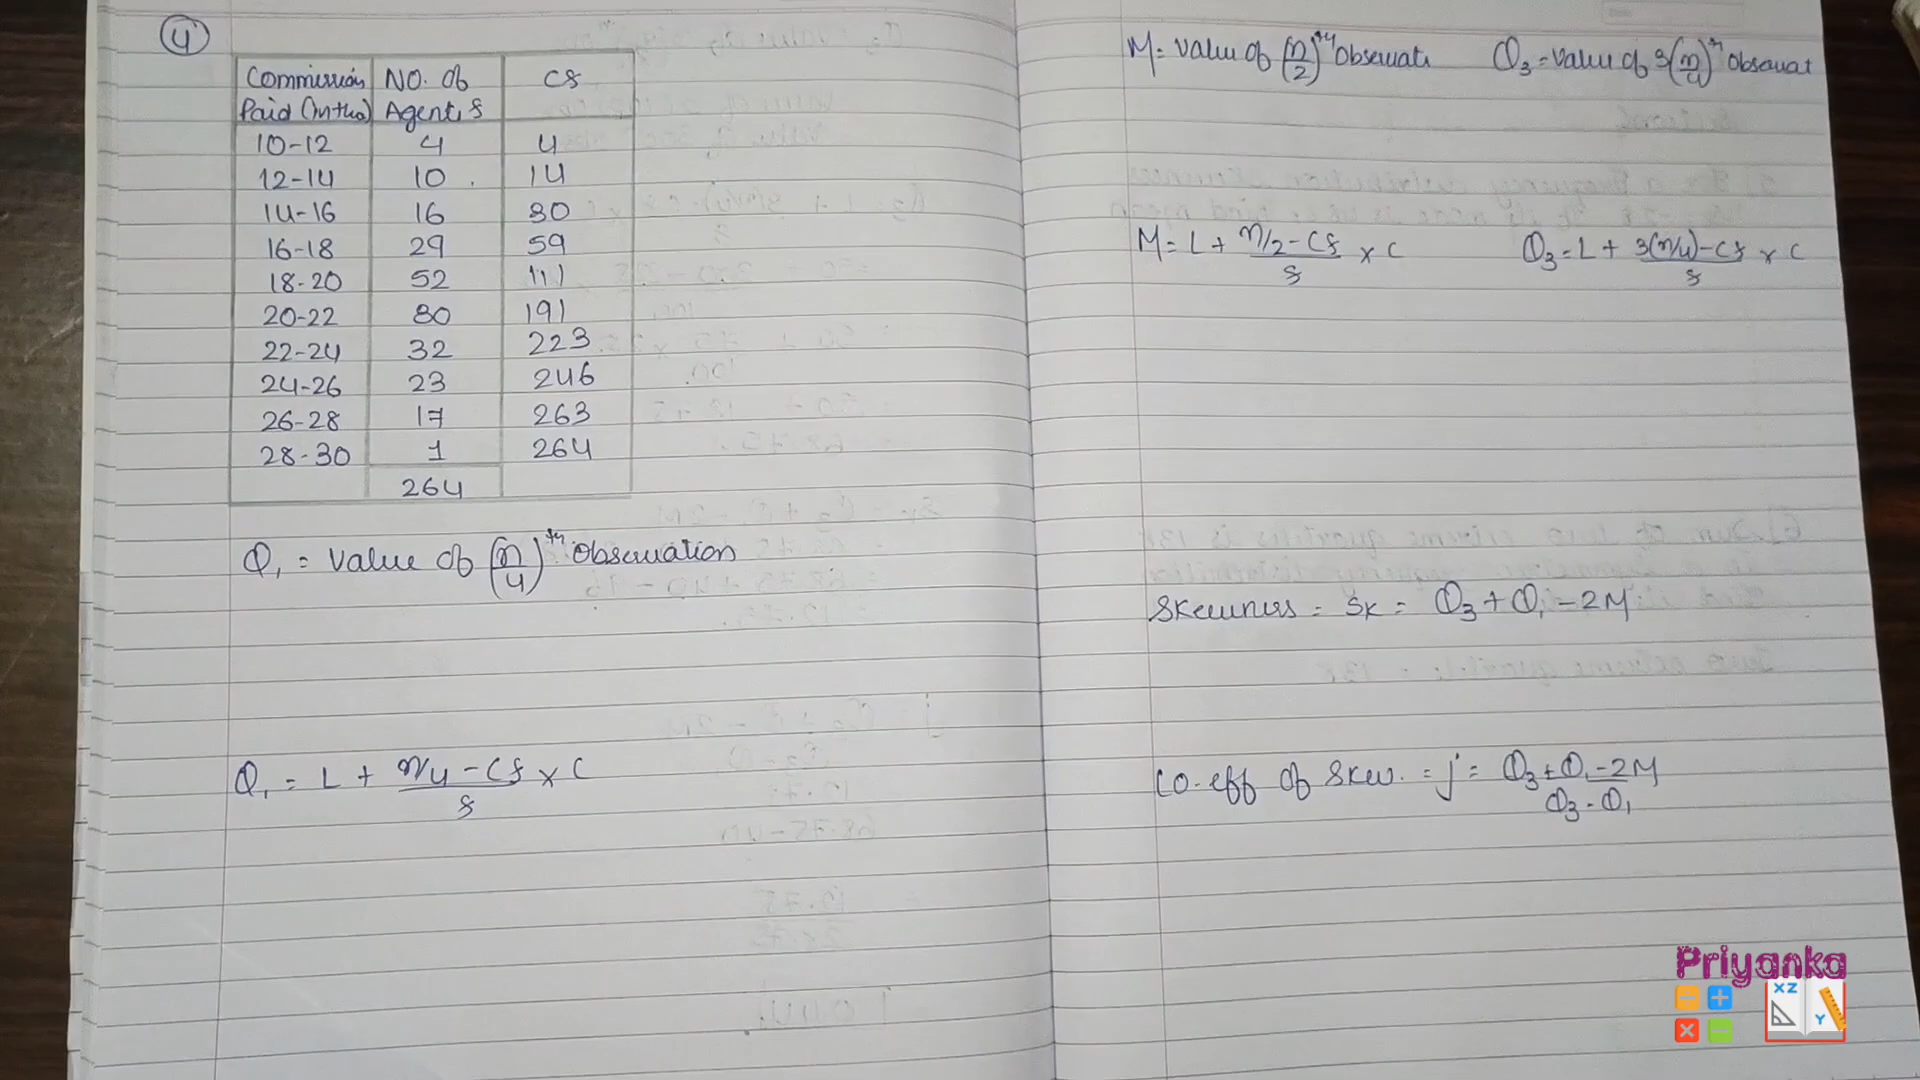 4
Commission Paid (in tho) | No. of Agent, f | cf
10-12 | 4 | 4
12-14 | 10 | 14
14-16 | 16 | 30
16-18 | 29 | 59
18-20 | 52 | 111
20-22 | 80 | 191
22-24 | 32 | 223
24-26 | 23 | 246
26-28 | 17 | 263
28-30 | 1 | 264
264
Q₁ = value of (n/4)th observation
Q₁ = L + (n/4 - cf)/f × c
M = value of (n/2)th observati
Q₃ = value of 3(n/4)th obsevat
M = L + (n/2 - cf)/f × c
Q₃ = L + (3(n/4) - cf)/f × c
Skewness = Sk = Q₃ + Q₁ - 2M
Co-eff of Skew. = j = (Q₃ + Q₁ - 2M)/(Q₃ - Q₁)
Priyanka
XZ
Y